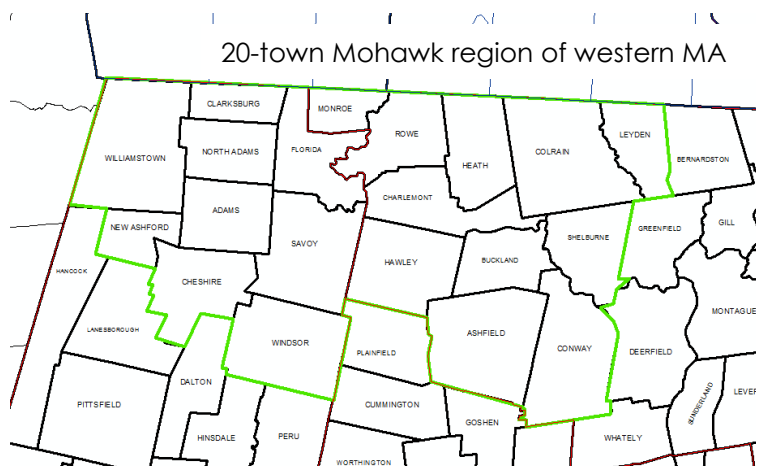 20-town Mohawk region of western MA
CLARKSBURG
MONROE
ROWE
LEYDEN
WILLIAMSTOWN
NORTH ADAMS
FLORIDA
HEATH
COLRAIN
BERNARDSTON
ADAMS
CHARLEMONT
NEW ASHFORD
SAVOY
SHELBURNE
GREENFIELD
GILL
HANCOCK
CHESHIRE
HAWLEY
BUCKLAND
LANESBOROUGH
WINDSOR
PLAINFIELD
ASHFIELD
CONWAY
DEERFIELD
MONTAGUE
DALTON
PITTSFIELD
CUMMINGTON
GOSHEN
SUNDERLAND
LEVER
HINSDALE
PERU
WHATELY
WORTHINGTON